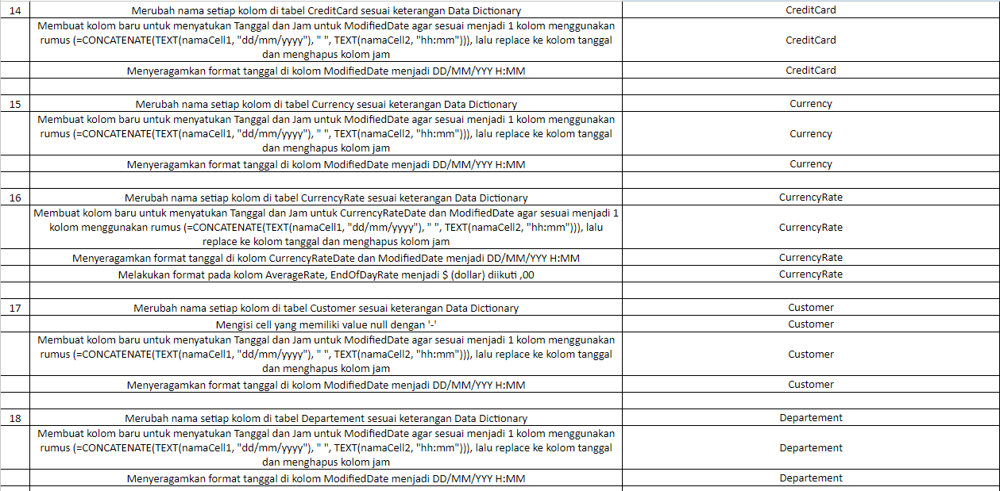 14 Merubah nama setiap kolom di tabel CreditCard sesuai keterangan Data Dictionary CreditCard
Membuat kolom baru untuk menyatukan Tanggal dan Jam untuk ModifiedDate agar sesuai menjadi 1 kolom menggunakan
rumus (=CONCATENATE(TEXT(namaCell1, "dd/mm/yyyy"), " ", TEXT(namaCell2, "hh:mm"))), lalu replace ke kolom tanggal CreditCard
dan menghapus kolom jam
Menyeragamkan format tanggal di kolom ModifiedDate menjadi DD/MM/YYY H:MM CreditCard
15 Merubah nama setiap kolom di tabel Currency sesuai keterangan Data Dictionary Currency
Membuat kolom baru untuk menyatukan Tanggal dan Jam untuk ModifiedDate agar sesuai menjadi 1 kolom menggunakan
rumus (=CONCATENATE(TEXT(namaCell1, "dd/mm/yyyy"), " ", TEXT(namaCell2, "hh:mm"))), lalu replace ke kolom tanggal Currency
dan menghapus kolom jam
Menyeragamkan format tanggal di kolom ModifiedDate menjadi DD/MM/YYY H:MM Currency
16 Merubah nama setiap kolom di tabel CurrencyRate sesuai keterangan Data Dictionary CurrencyRate
Membuat kolom baru untuk menyatukan Tanggal dan Jam untuk CurrencyRateDate dan ModifiedDate agar sesuai menjadi 1
kolom menggunakan rumus (=CONCATENATE(TEXT(namaCell1, "dd/mm/yyyy"), " ", TEXT(namaCell2, "hh:mm"))), lalu CurrencyRate
replace ke kolom tanggal dan menghapus kolom jam
Menyeragamkan format tanggal di kolom CurrencyRateDate dan ModifiedDate menjadi DD/MM/YYY H:MM CurrencyRate
Melakukan format pada kolom AverageRate, EndOfDayRate menjadi $ (dollar) diikuti ,00 CurrencyRate
17 Merubah nama setiap kolom di tabel Customer sesuai keterangan Data Dictionary Customer
Mengisi cell yang memiliki value null dengan '-' Customer
Membuat kolom baru untuk menyatukan Tanggal dan Jam untuk ModifiedDate agar sesuai menjadi 1 kolom menggunakan
rumus (=CONCATENATE(TEXT(namaCell1, "dd/mm/yyyy"), " ", TEXT(namaCell2, "hh:mm"))), lalu replace ke kolom tanggal Customer
dan menghapus kolom jam
Menyeragamkan format tanggal di kolom ModifiedDate menjadi DD/MM/YYY H:MM Customer
18 Merubah nama setiap kolom di tabel Departement sesuai keterangan Data Dictionary Departement
Membuat kolom baru untuk menyatukan Tanggal dan Jam untuk ModifiedDate agar sesuai menjadi 1 kolom menggunakan
rumus (=CONCATENATE(TEXT(namaCell1, "dd/mm/yyyy"), " ", TEXT(namaCell2, "hh:mm"))), lalu replace ke kolom tanggal Departement
dan menghapus kolom jam
Menyeragamkan format tanggal di kolom ModifiedDate menjadi DD/MM/YYY H:MM Departement